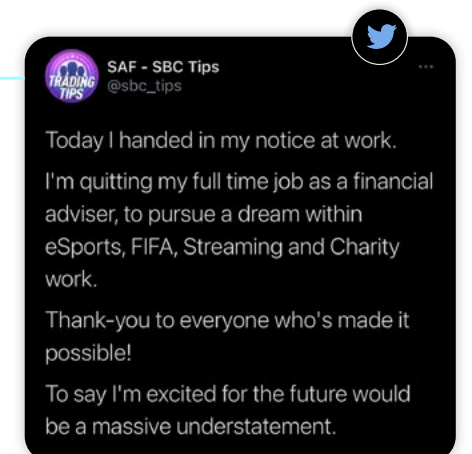 TRADING
TIPS
SAF - SBC Tips
@sbc_tips
Today I handed in my notice at work.
I'm quitting my full time job as a financial
adviser, to pursue a dream within
eSports, FIFA, Streaming and Charity
work.
Thank-you to everyone who's made it
possible!
To say I'm excited for the future would
be a massive understatement.